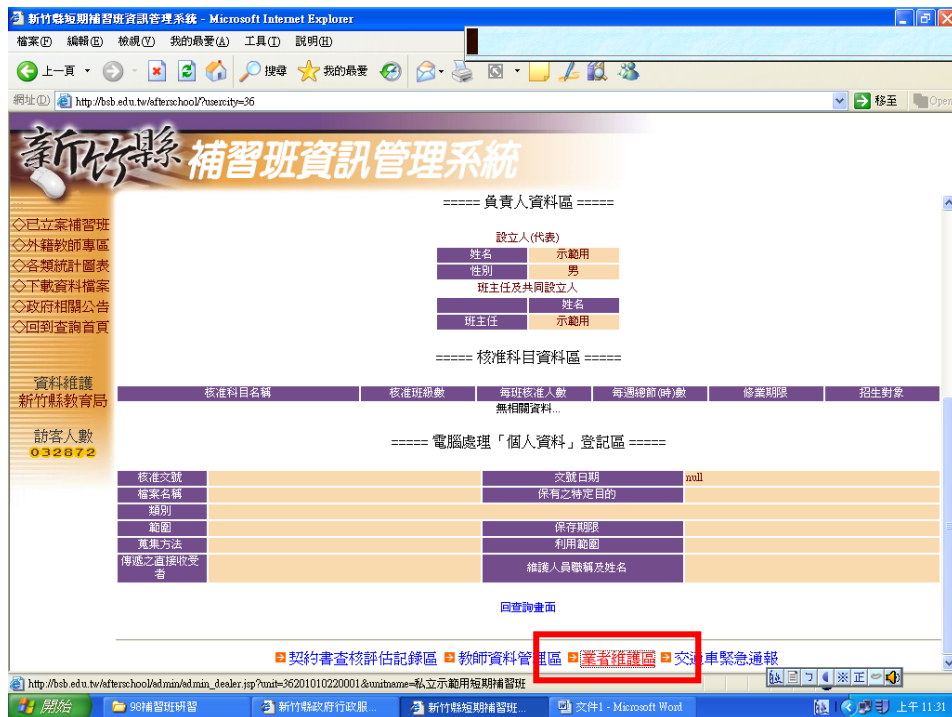 新竹縣短期補習班資訊管理系統 - Microsoft Internet Explorer
檔案(F) 編輯(E) 檢視(V) 我的最愛(A) 工具(T) 說明(H)
上一頁 搜尋 我的最愛
網址(D) http://bsb.edu.tw/afterschool/?usercity=36 移至 Open
新竹縣 補習班資訊管理系統
◇已立案補習班
◇外籍教師專區
◇各類統計圖表
◇下載資料檔案
◇政府相關公告
◇回到查詢首頁
資料維護
新竹縣教育局
訪客人數
032872
===== 負責人資料區 =====
設立人(代表)
姓名 示範用
性別 男
班主任及共同設立人
姓名
班主任 示範用
===== 核准科目資料區 =====
核准科目名稱 核准班級數 每班核准人數 每週總節(時)數 修業期限 招生對象
無相關資料...
===== 電腦處理「個人資料」登記區 =====
核准文號 文號日期 null
檔案名稱 保有之特定目的
類別
範圍 保存期限
蒐集方法 利用範圍
傳遞之直接收受者 維護人員職稱及姓名
回查詢畫面
契約書查核評估記錄區 教師資料管理區 業者維護區 交通車緊急通報
http://bsb.edu.tw/afterschool/admin/admin_dealer.jsp?unit=36201010220001&unitname=私立示範用短期補習班
開始 98補習班研習 新竹縣政府行政服... 新竹縣短期補習班... 文件1 - Microsoft Word 上午 11:31